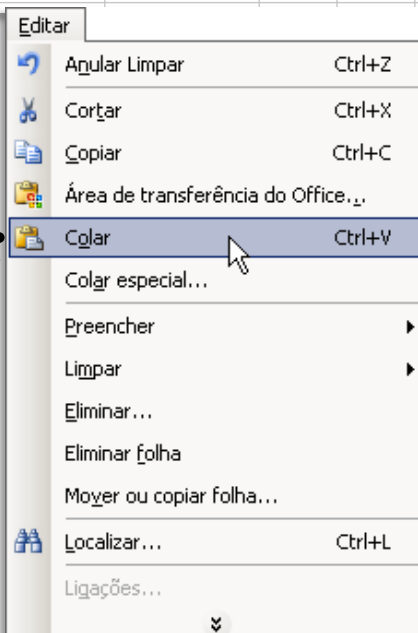 Editar
Anular Limpar Ctrl+Z
Cortar Ctrl+X
Copiar Ctrl+C
Área de transferência do Office...
Colar Ctrl+V
Colar especial...
Preencher
Limpar
Eliminar...
Eliminar folha
Mover ou copiar folha...
Localizar... Ctrl+L
Ligações...